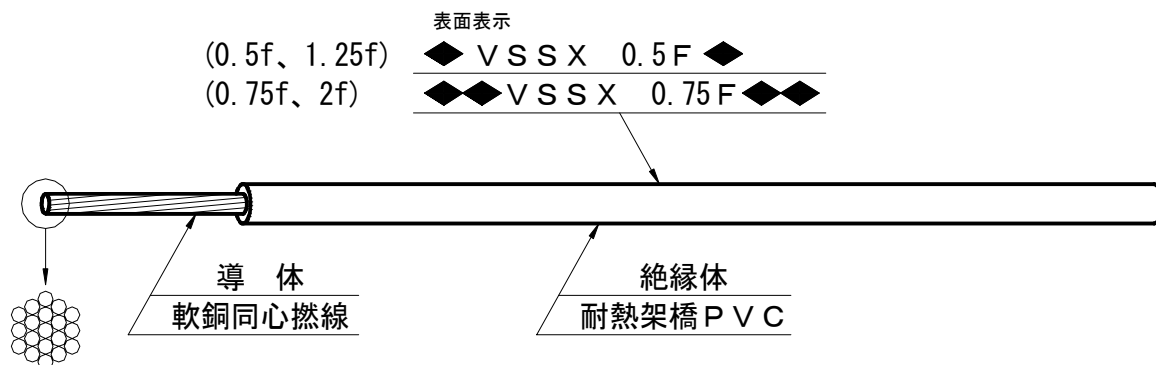 表面表示
(0.5f、1.25f) ◆ＶＳＳＸ　0.5Ｆ◆
(0.75f、2f) ◆◆ＶＳＳＸ　0.75Ｆ◆◆
導　体
軟銅同心撚線
絶縁体
耐熱架橋ＰＶＣ